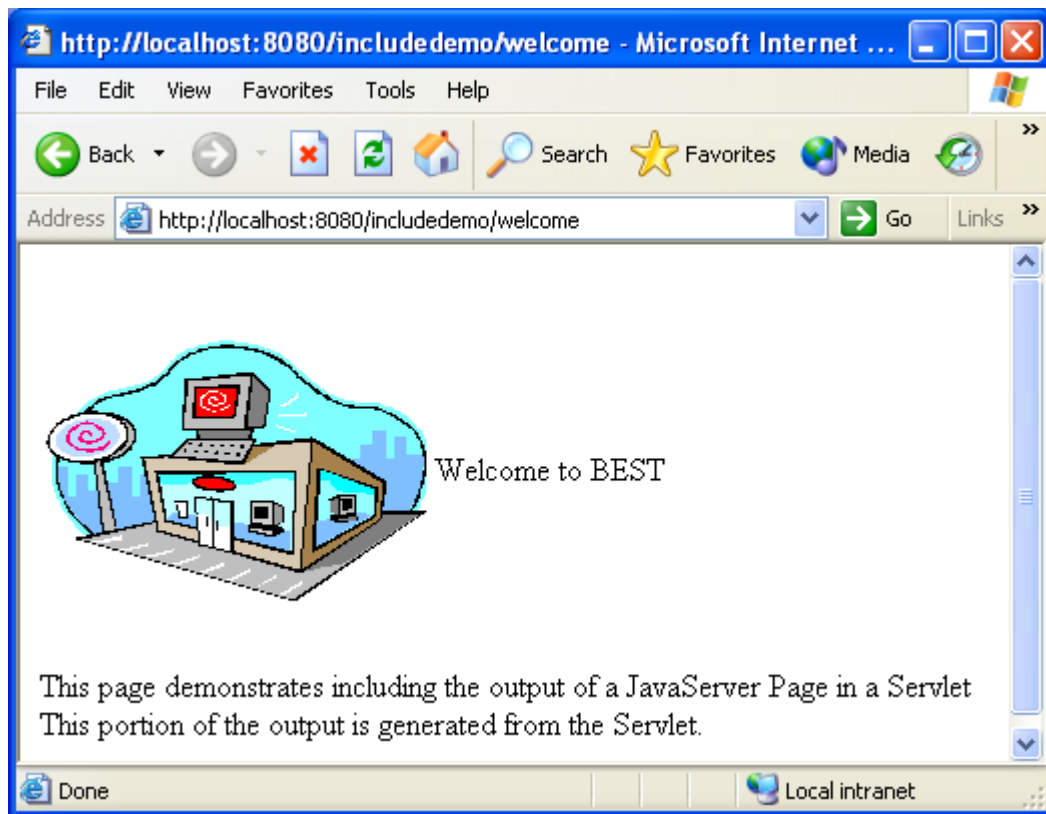 http://localhost:8080/includedemo/welcome - Microsoft Internet ...
File Edit View Favorites Tools Help
Back Search Favorites Media »
Address http://localhost:8080/includedemo/welcome Go Links »
Welcome to BEST
This page demonstrates including the output of a JavaServer Page in a Servlet
This portion of the output is generated from the Servlet.
Done Local intranet